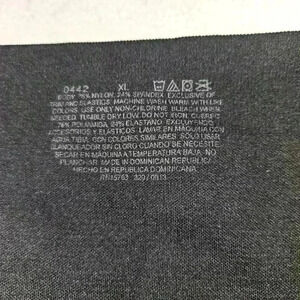 0442 XL
BODY: 76% NYLON, 24% SPANDEX. EXCLUSIVE OF
TRIM AND ELASTICS. MACHINE WASH WARM WITH LIKE
COLORS. USE ONLY NON-CHLORINE BLEACH WHEN
NEEDED. TUMBLE DRY LOW. DO NOT IRON. CUERPO:
76% POLIAMIDA, 24% ELASTANO. EXCLUYENDO
ACCESORIOS Y ELASTICOS. LAVAR EN MAQUINA CON
AGUA TIBIA, CON COLORES SIMILARES. SOLO USAR
BLANQUEADOR SIN CLORO CUANDO SE NECESITE.
SECAR EN MAQUINA A TEMPERATURA BAJA. NO
PLANCHAR. MADE IN DOMINICAN REPUBLIC/
HECHO EN REPUBLICA DOMINICANA
RN15763